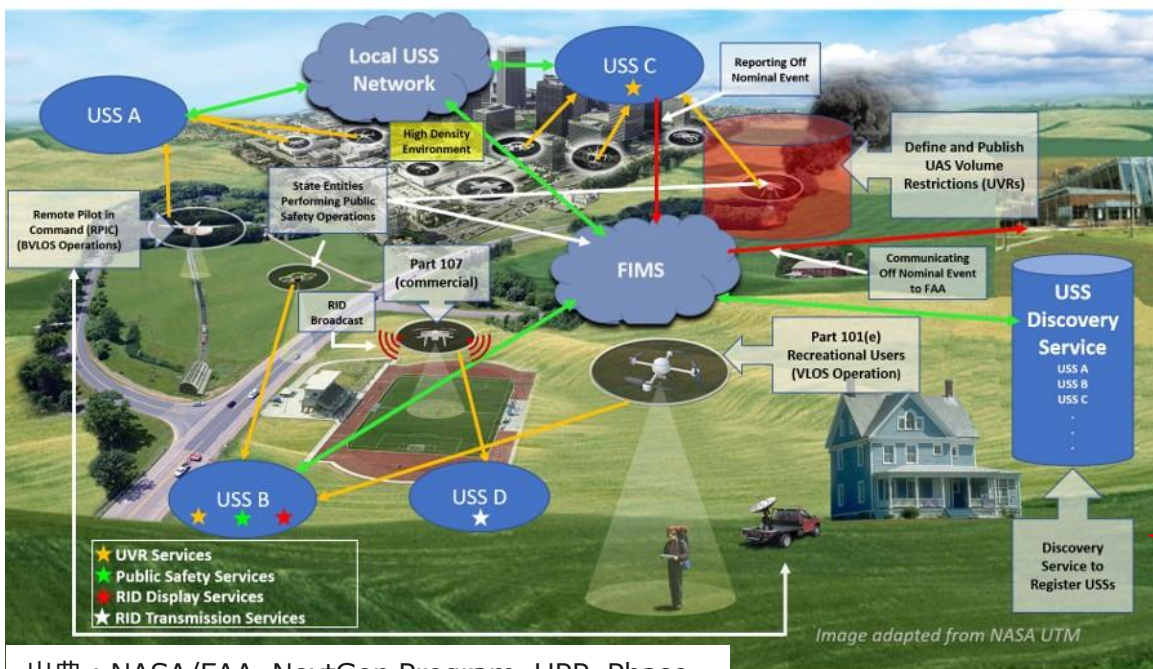 Local USS
Network
USS C
Reporting Off
Nominal Event
USS A
High Density
Environment
Define and Publish
UAS Volume
Restrictions (UVRs)
State Entities
Performing Public
Safety Operations
Remote Pilot in
Command (RPIC)
(BVLOS Operations)
Part 107
(commercial)
FIMS
Communicating
Off Nominal Event
to FAA
RID
Broadcast
USS
Discovery
Service
USS A
USS B
USS C
.
.
.
Part 101(e)
Recreational Users
(VLOS Operation)
USS B
USS D
UVR Services
Public Safety Services
RID Display Services
RID Transmission Services
Discovery
Service to
Register USSs
Image adapted from NASA UTM